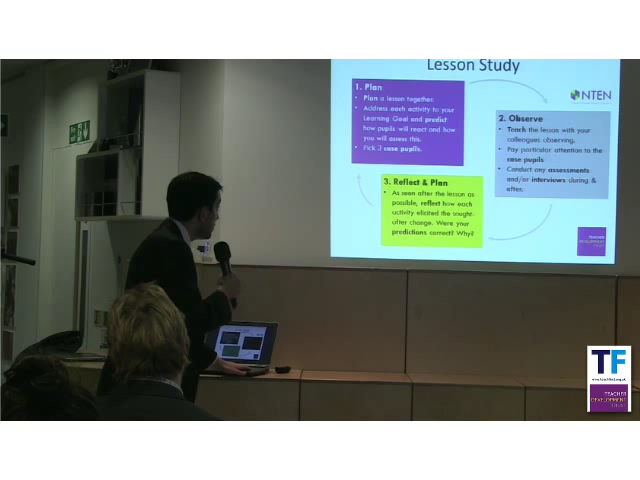 Lesson Study
1. Plan
• Plan a lesson together.
• Address each activity to your
Learning Goal and predict
how pupils will react and how
you will assess this.
• Pick 3 case pupils.
NTEN
2. Observe
• Teach the lesson with your
colleagues observing.
• Pay particular attention to the
case pupils
• Conduct any assessments
and/or interviews during &
after.
3. Reflect & Plan
• As soon after the lesson as
possible, reflect how each
activity elicited the sought-
after change. Were your
predictions correct? Why?
TEACHER
DEVELOPMENT
TRUST
TF
TEACHER
DEVELOPMENT
TRUST